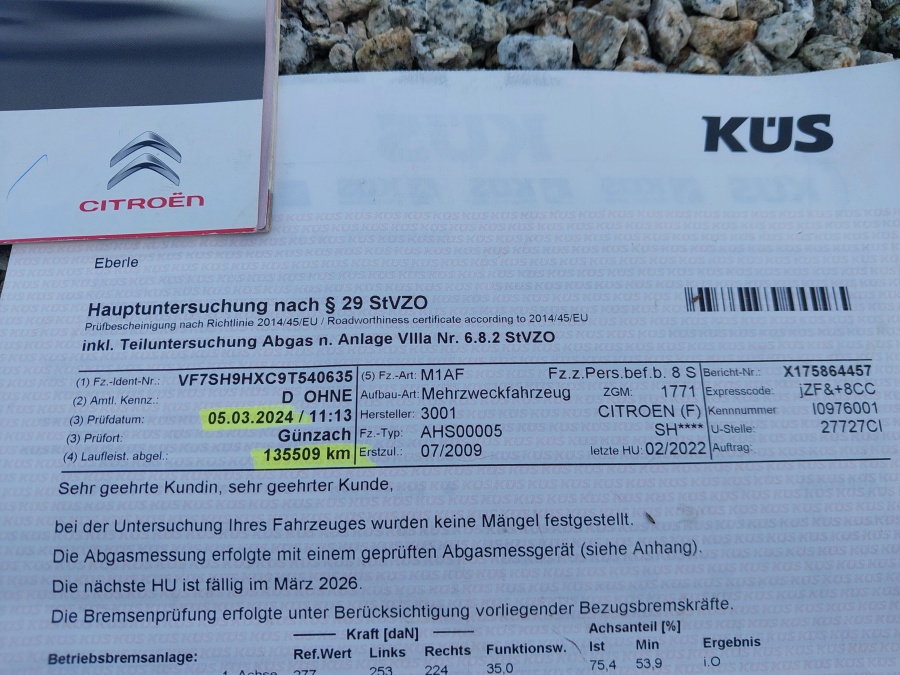 CITROËN
KÜS
Eberle
Hauptuntersuchung nach § 29 StVZO
Prüfbescheinigung nach Richtlinie 2014/45/EU / Roadworthiness certificate according to 2014/45/EU
inkl. Teiluntersuchung Abgas n. Anlage VIIIa Nr. 6.8.2 StVZO
(1) Fz.-Ident-Nr.: VF7SH9HXC9T540635 (5) Fz.-Art: M1AF Fz.z.Pers.bef.b. 8 S Bericht-Nr.: X175864457
(2) Amtl. Kennz.: D OHNE Aufbau-Art: Mehrzweckfahrzeug ZGM: 1771 Expresscode: jZF&+8CC
(3) Prüfdatum: 05.03.2024 / 11:13 Hersteller: 3001 CITROEN (F) Kennnummer I0976001
(3) Prüfort: Günzach Fz.-Typ: AHS00005 SH**** U-Stelle: 27727CI
(4) Laufleist. abgel.: 135509 km Erstzul.: 07/2009 letzte HU: 02/2022 Auftrag:
Sehr geehrte Kundin, sehr geehrter Kunde,
bei der Untersuchung Ihres Fahrzeuges wurden keine Mängel festgestellt.
Die Abgasmessung erfolgte mit einem geprüften Abgasmessgerät (siehe Anhang).
Die nächste HU ist fällig im März 2026.
Die Bremsenprüfung erfolgte unter Berücksichtigung vorliegender Bezugsbremskräfte.
Kraft [daN] Achsanteil [%]
Betriebsbremsanlage: Ref.Wert Links Rechts Funktionsw. Ist Min Ergebnis
1. Achse 277 253 224 35,0 75,4 53,9 i.O